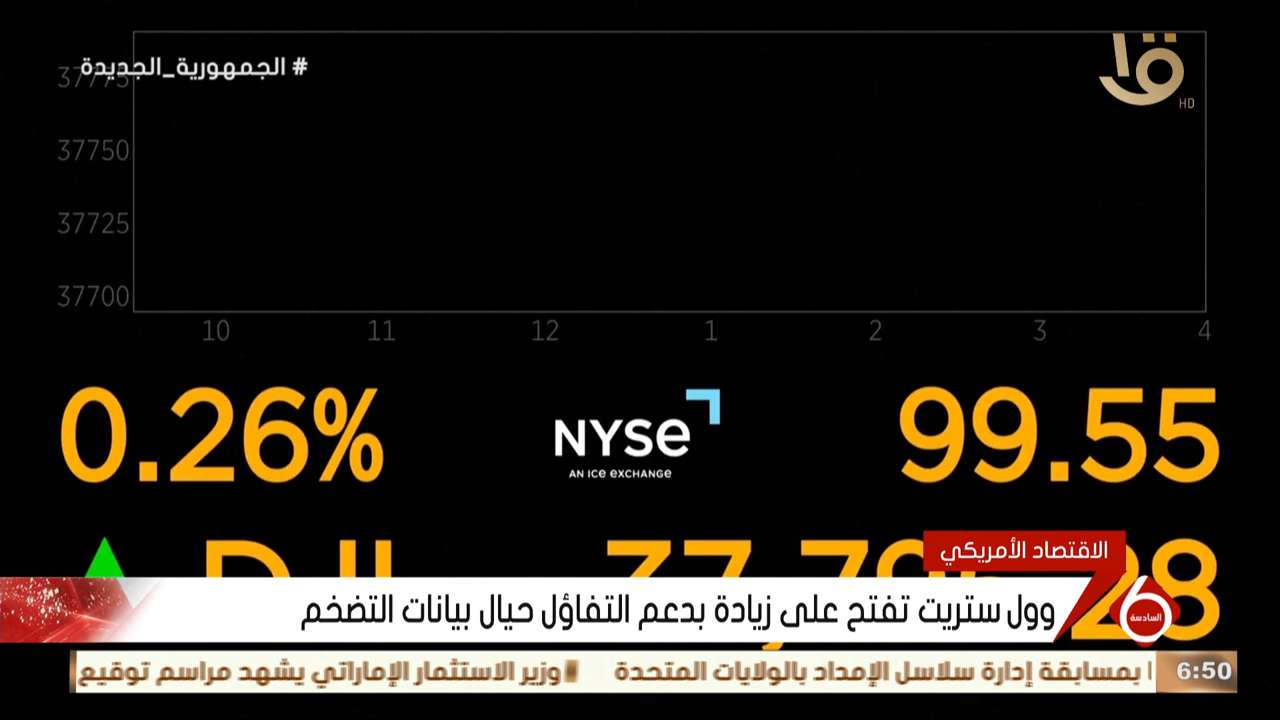 # الجمهورية_الجديدة
HD
37775
37750
37725
37700
10 11 12 1 2 3 4
0.26%
NYSE
AN ICE EXCHANGE
99.55
الاقتصاد الأمريكي
وول ستريت تفتح على زيادة بدعم التفاؤل حيال بيانات التضخم
6
السادسة
بمسابقة إدارة سلاسل الإمداد بالولايات المتحدة
وزير الاستثمار الإماراتي يشهد مراسم توقيع
6:50